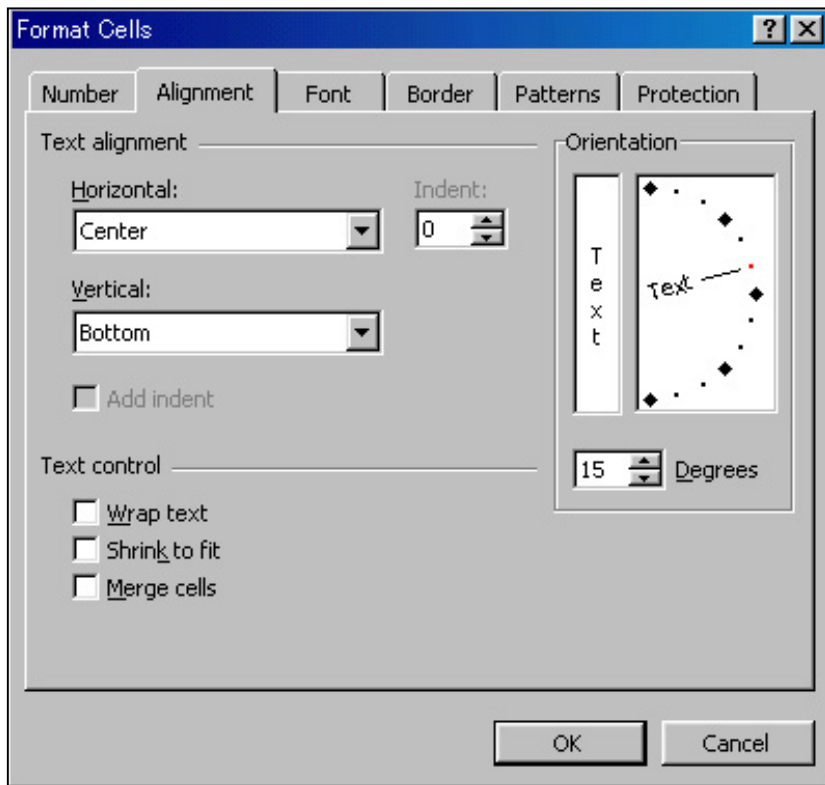 Format Cells
Number Alignment Font Border Patterns Protection
Text alignment
Horizontal:
Center
Indent:
0
Vertical:
Bottom
Add indent
Text control
Wrap text
Shrink to fit
Merge cells
Orientation
T
e
x
t
Text
15 Degrees
OK Cancel